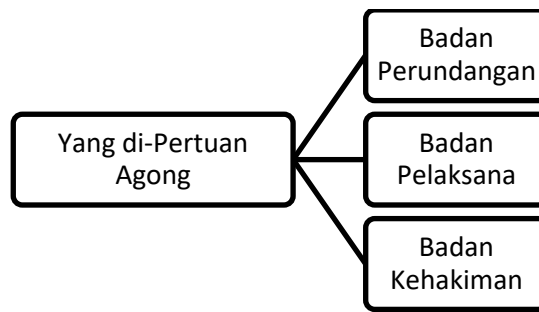 Yang di-Pertuan
Agong
Badan
Perundangan
Badan
Pelaksana
Badan
Kehakiman